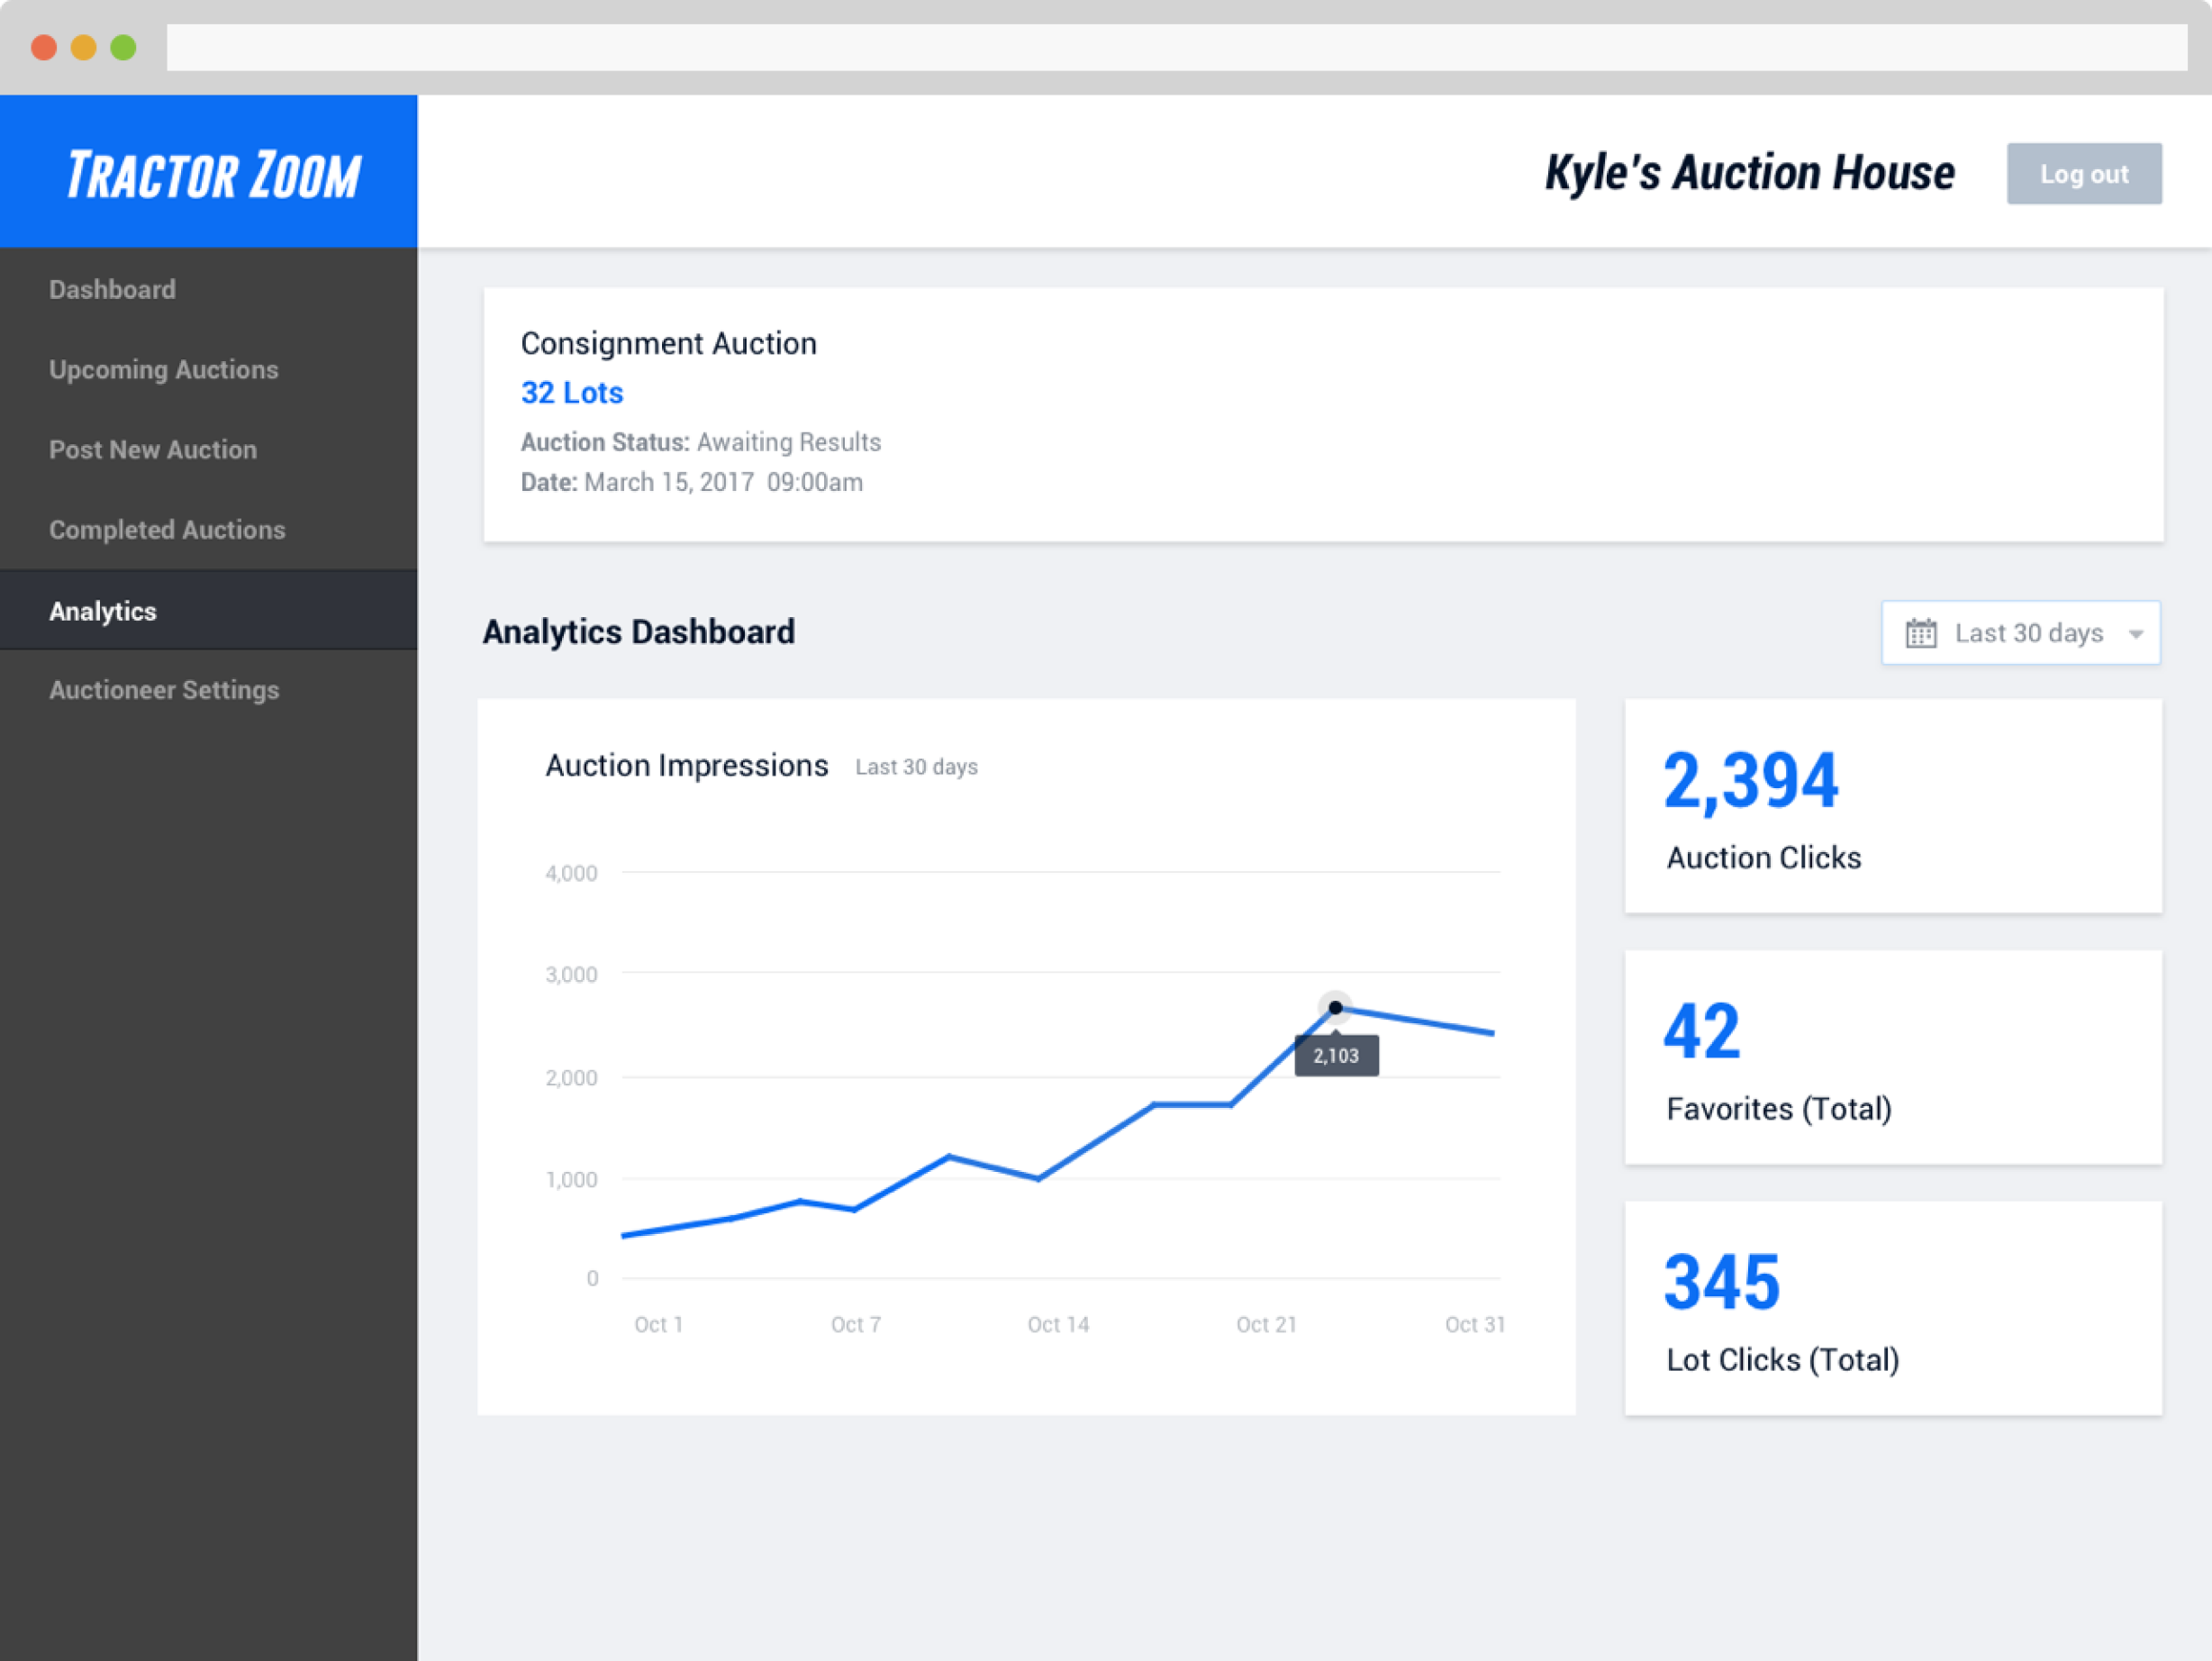 TRACTOR ZOOM
Kyle's Auction House
Log out
Dashboard
Upcoming Auctions
Post New Auction
Completed Auctions
Analytics
Auctioneer Settings
Consignment Auction
32 Lots
Auction Status: Awaiting Results
Date: March 15, 2017 09:00am
Analytics Dashboard
Last 30 days
Auction Impressions Last 30 days
4,000
3,000
2,000
1,000
0
2,103
Oct 1 Oct 7 Oct 14 Oct 21 Oct 31
2,394
Auction Clicks
42
Favorites (Total)
345
Lot Clicks (Total)